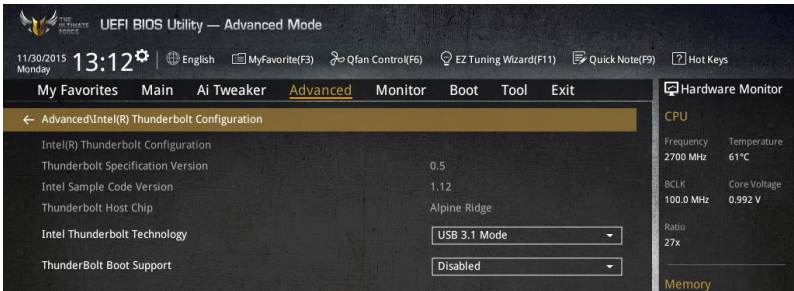 THE
ULTIMATE
FORCE
UEFI BIOS Utility — Advanced Mode
11/30/2015
Monday
13:12
English
MyFavorite(F3)
Qfan Control(F6)
EZ Tuning Wizard(F11)
Quick Note(F9)
? Hot Keys
My Favorites Main Ai Tweaker Advanced Monitor Boot Tool Exit
Hardware Monitor
← Advanced\Intel(R) Thunderbolt Configuration
Intel(R) Thunderbolt Configuration
Thunderbolt Specification Version 0.5
Intel Sample Code Version 1.12
Thunderbolt Host Chip Alpine Ridge
Intel Thunderbolt Technology USB 3.1 Mode
ThunderBolt Boot Support Disabled
CPU
Frequency Temperature
2700 MHz 61°C
BCLK Core Voltage
100.0 MHz 0.992 V
Ratio
27x
Memory